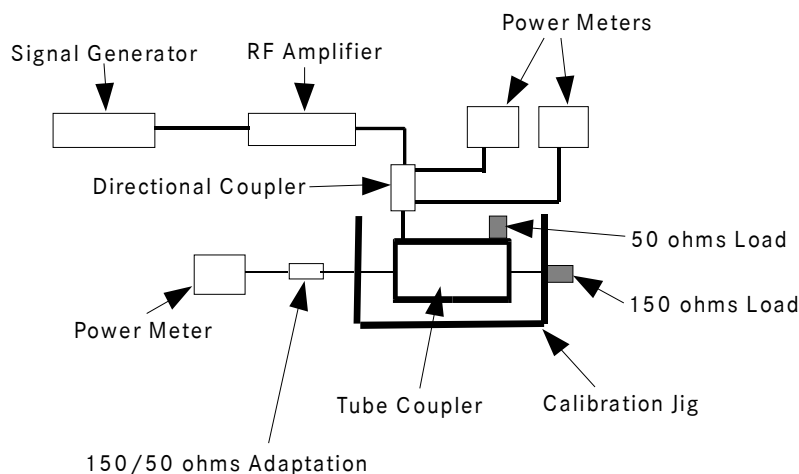 Power Meters
Signal Generator
RF Amplifier
Directional Coupler
50 ohms Load
150 ohms Load
Power Meter
Tube Coupler
Calibration Jig
150/50 ohms Adaptation